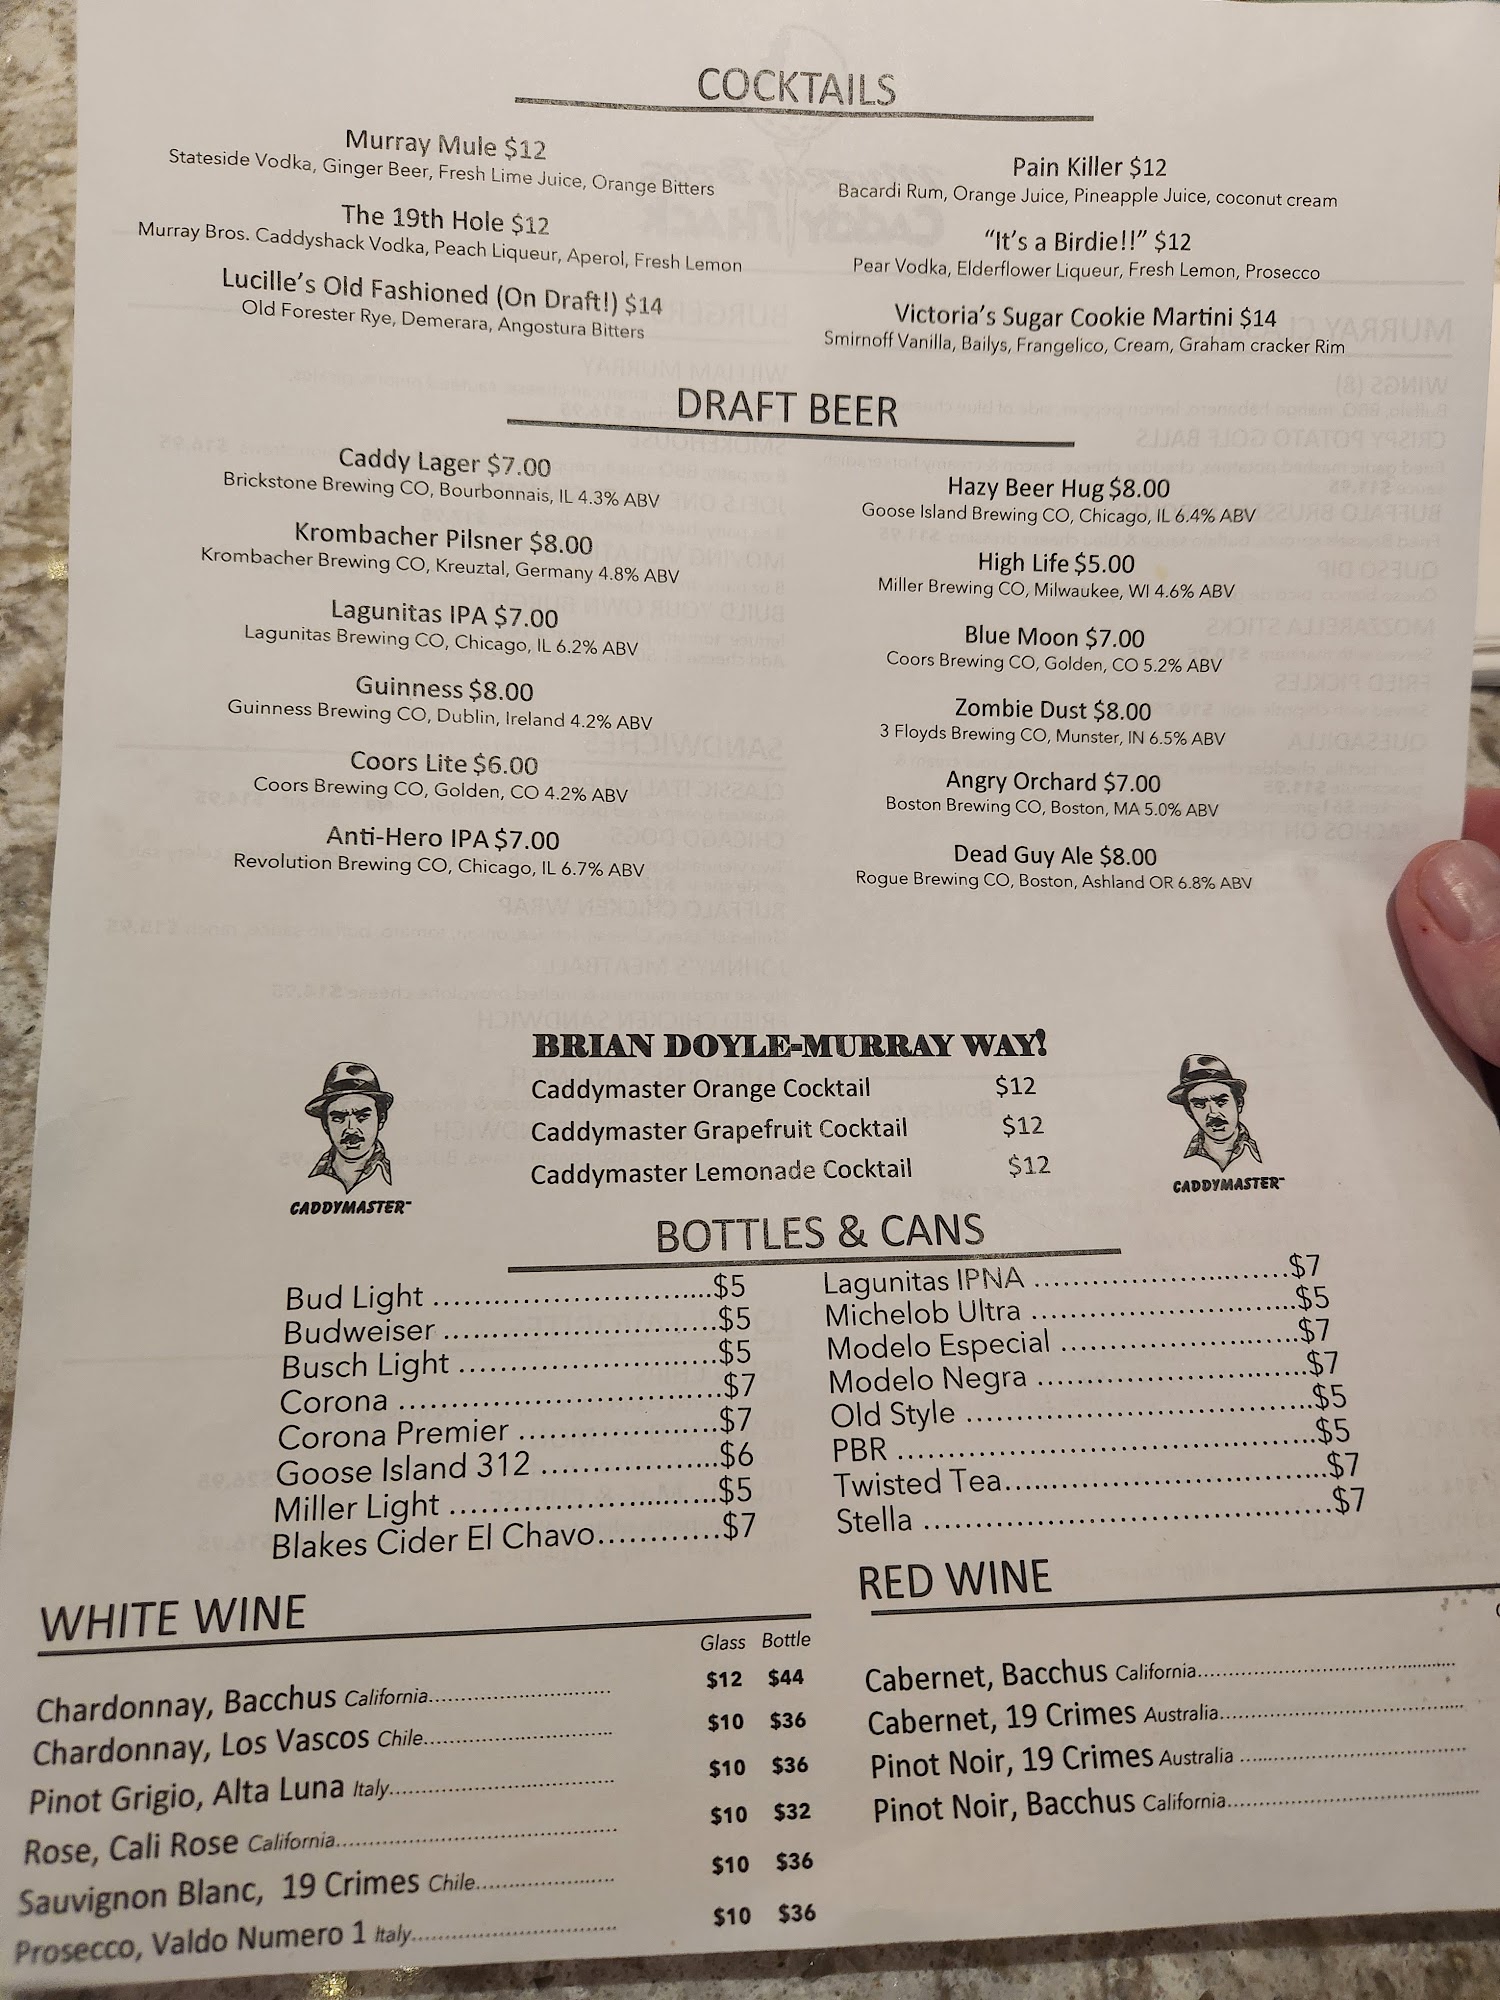 COCKTAILS
Murray Mule $12
Stateside Vodka, Ginger Beer, Fresh Lime Juice, Orange Bitters
The 19th Hole $12
Murray Bros. Caddyshack Vodka, Peach Liqueur, Aperol, Fresh Lemon
Lucille's Old Fashioned (On Draft!) $14
Old Forester Rye, Demerara, Angostura Bitters
Pain Killer $12
Bacardi Rum, Orange Juice, Pineapple Juice, coconut cream
"It's a Birdie!!" $12
Pear Vodka, Elderflower Liqueur, Fresh Lemon, Prosecco
Victoria's Sugar Cookie Martini $14
Smirnoff Vanilla, Bailys, Frangelico, Cream, Graham cracker Rim
DRAFT BEER
Caddy Lager $7.00
Brickstone Brewing CO, Bourbonnais, IL 4.3% ABV
Krombacher Pilsner $8.00
Krombacher Brewing CO, Kreuztal, Germany 4.8% ABV
Lagunitas IPA $7.00
Lagunitas Brewing CO, Chicago, IL 6.2% ABV
Guinness $8.00
Guinness Brewing CO, Dublin, Ireland 4.2% ABV
Coors Lite $6.00
Coors Brewing CO, Golden, CO 4.2% ABV
Anti-Hero IPA $7.00
Revolution Brewing CO, Chicago, IL 6.7% ABV
Hazy Beer Hug $8.00
Goose Island Brewing CO, Chicago, IL 6.4% ABV
High Life $5.00
Miller Brewing CO, Milwaukee, WI 4.6% ABV
Blue Moon $7.00
Coors Brewing CO, Golden, CO 5.2% ABV
Zombie Dust $8.00
3 Floyds Brewing CO, Munster, IN 6.5% ABV
Angry Orchard $7.00
Boston Brewing CO, Boston, MA 5.0% ABV
Dead Guy Ale $8.00
Rogue Brewing CO, Boston, Ashland OR 6.8% ABV
BRIAN DOYLE-MURRAY WAY!
Caddymaster Orange Cocktail $12
Caddymaster Grapefruit Cocktail $12
Caddymaster Lemonade Cocktail $12
CADDYMASTER™
CADDYMASTER™
BOTTLES & CANS
Bud Light ................................$5
Budweiser ...............................$5
Busch Light .............................$5
Corona ....................................$7
Corona Premier ......................$7
Goose Island 312 ...................$6
Miller Light .............................$5
Blakes Cider El Chavo............$7
Lagunitas IPNA ............................$7
Michelob Ultra .............................$5
Modelo Especial ..........................$7
Modelo Negra .............................$7
Old Style .....................................$5
PBR .............................................$5
Twisted Tea..................................$7
Stella ...........................................$7
WHITE WINE
Glass Bottle
Chardonnay, Bacchus California.............................. $12 $44
Chardonnay, Los Vascos Chile.............................. $10 $36
Pinot Grigio, Alta Luna Italy.............................. $10 $36
Rose, Cali Rose California.............................. $10 $32
Sauvignon Blanc, 19 Crimes Chile.............................. $10 $36
Prosecco, Valdo Numero 1 Italy.............................. $10 $36
RED WINE
Cabernet, Bacchus California..............................
Cabernet, 19 Crimes Australia..............................
Pinot Noir, 19 Crimes Australia ..............................
Pinot Noir, Bacchus California..............................